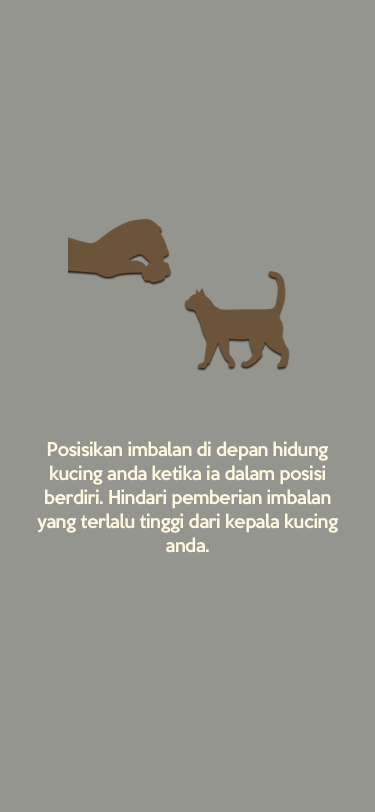 Posisikan imbalan di depan hidung
kucing anda ketika ia dalam posisi
berdiri. Hindari pemberian imbalan
yang terlalu tinggi dari kepala kucing
anda.